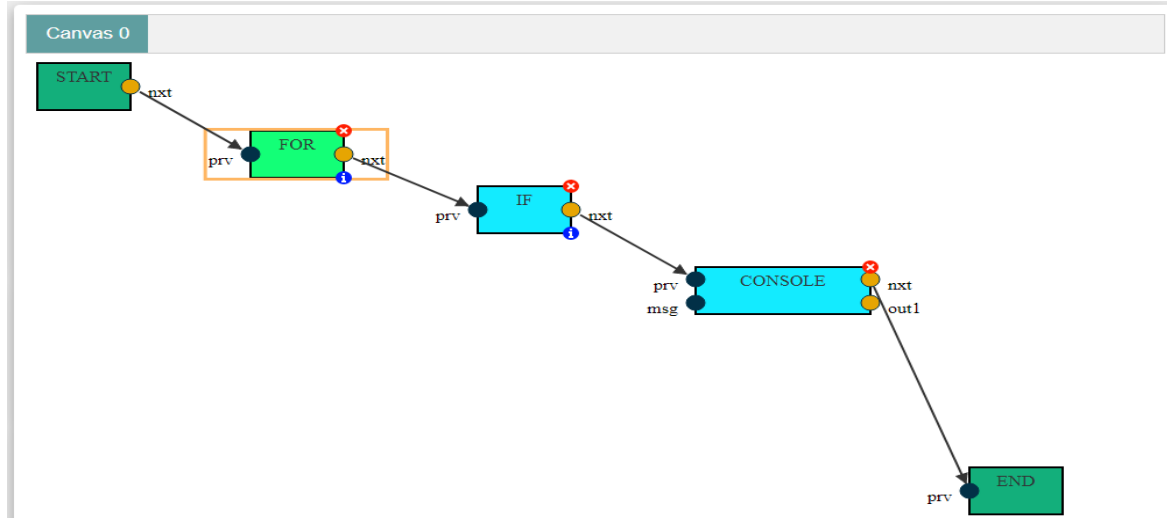 Canvas 0
START
nxt
FOR
prv
nxt
IF
prv
nxt
CONSOLE
prv
nxt
msg
out1
END
prv